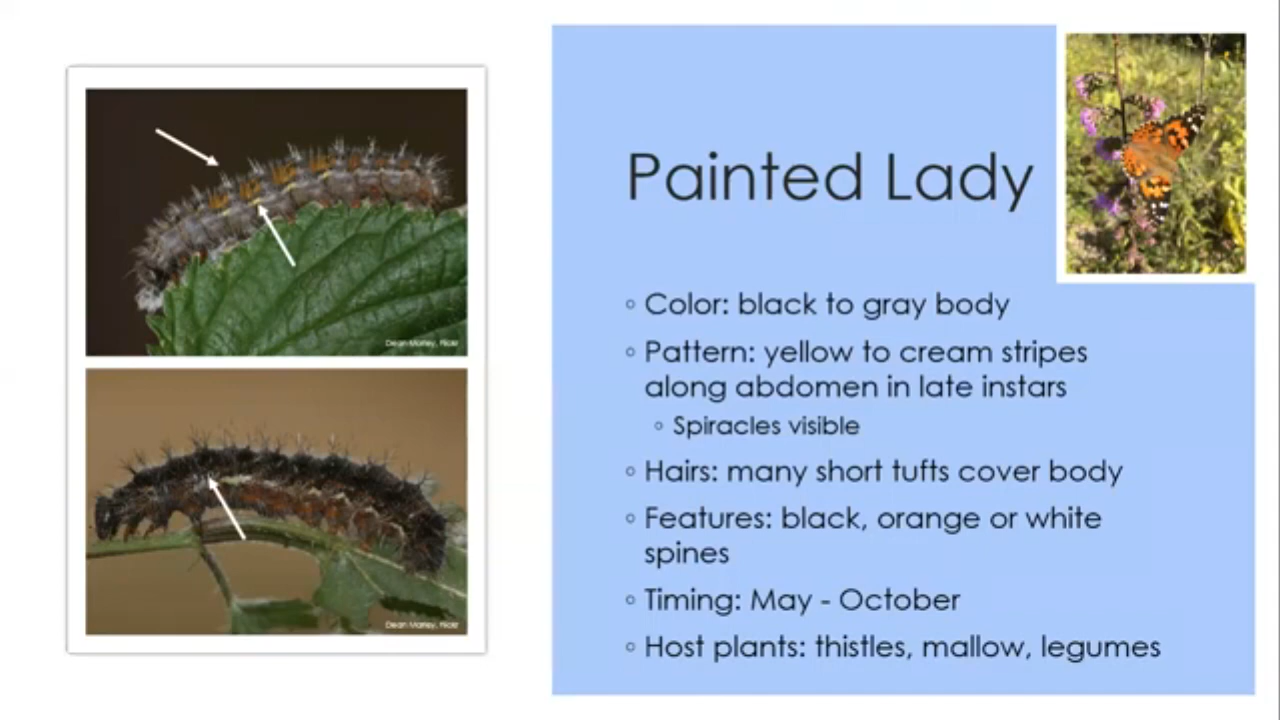 Painted Lady
◦ Color: black to gray body
◦ Pattern: yellow to cream stripes
along abdomen in late instars
◦ Spiracles visible
◦ Hairs: many short tufts cover body
◦ Features: black, orange or white
spines
◦ Timing: May - October
◦ Host plants: thistles, mallow, legumes
Dean Morley, Flickr
Dean Morley, Flickr